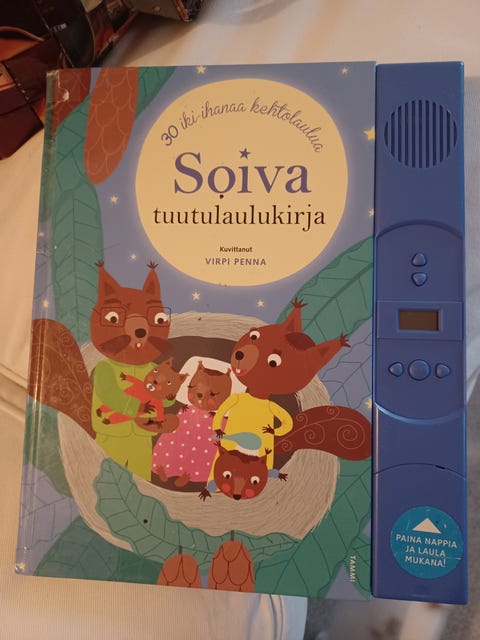 30 iki-ihanaa kehtolaulua
Soiva
tuutulaulukirja
Kuvittanut
VIRPI PENNA
PAINA NAPPIA
JA LAULA
MUKANA!
TAMMI